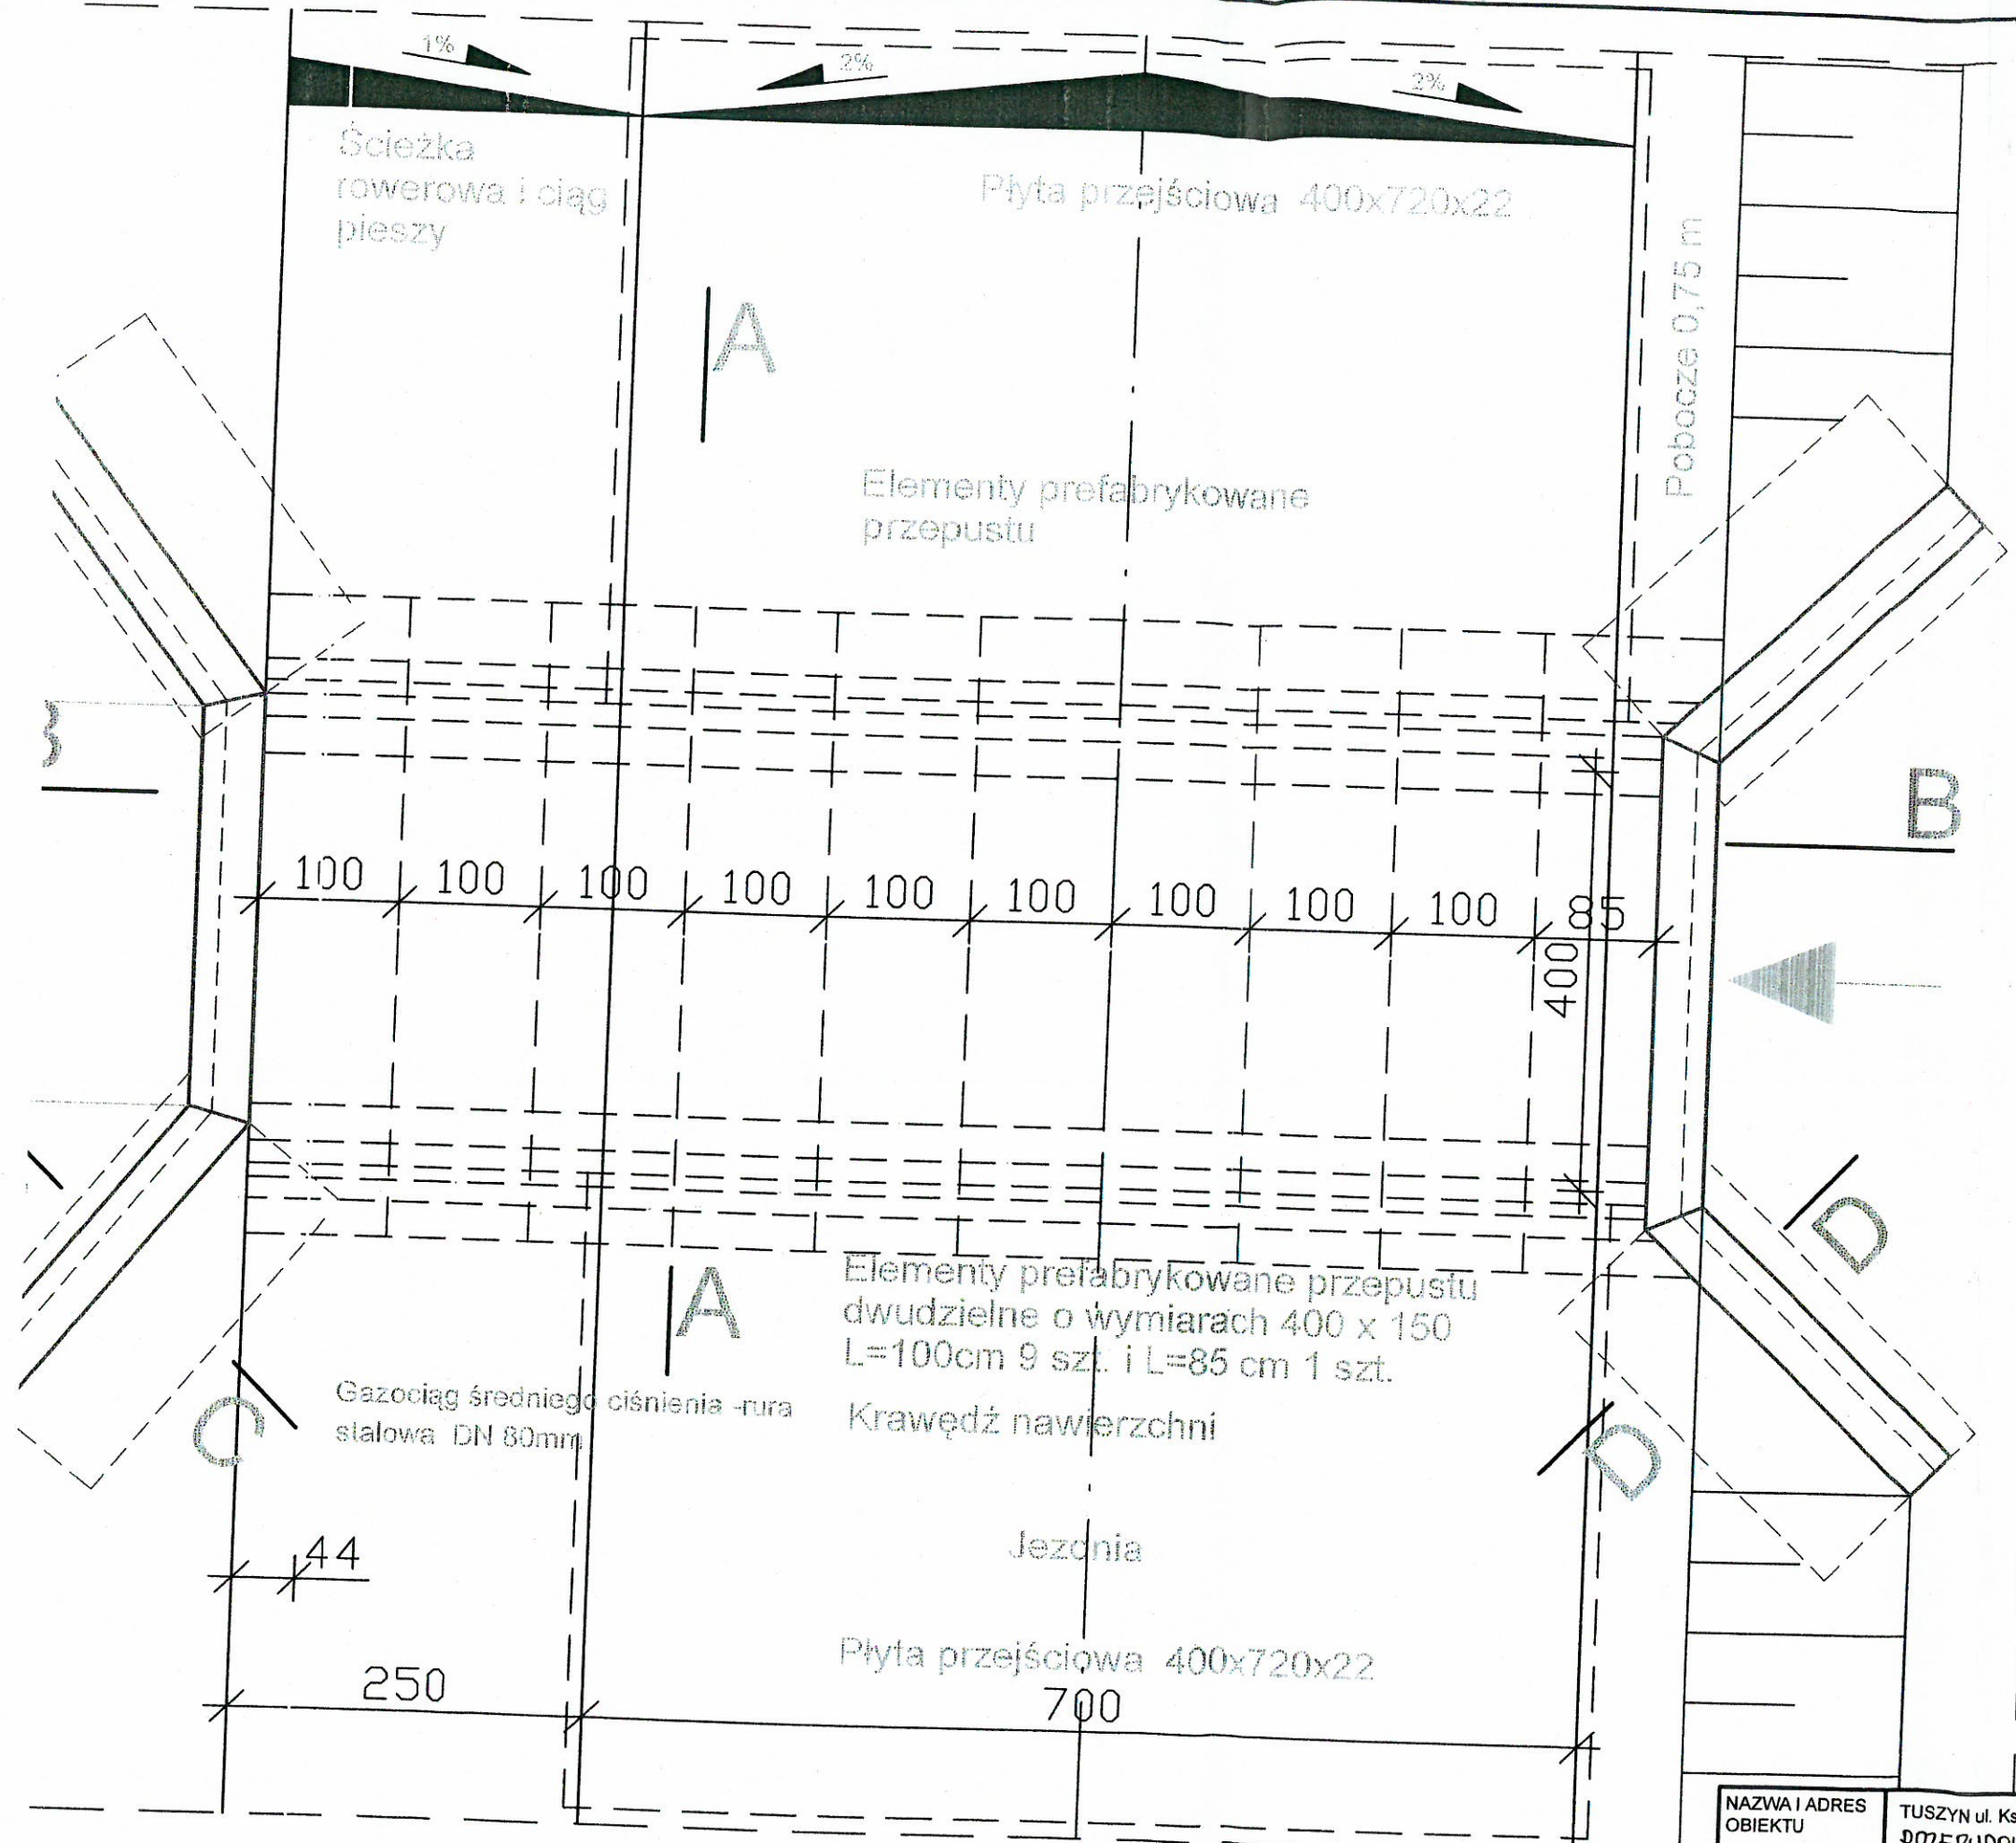 1%
2%
2%
Ścieżka
rowerowa i ciąg
pieszy
Płyta przejściowa 400x720x22
Pobocze 0,75 m
A
Elementy prefabrykowane
przepustu
B
100 100 100 100 100 100 100 100 100 85
400
D
A
Elementy prefabrykowane przepustu
dwudzielne o wymiarach 400 x 150
L=100cm 9 szt. i L=85 cm 1 szt.
Gazociąg średniego ciśnienia -rura
stalowa DN 80mm
C
Krawędź nawierzchni
D
Jezdnia
44
Płyta przejściowa 400x720x22
250
700
NAZWA I ADRES
OBIEKTU
TUSZYN ul. Ks